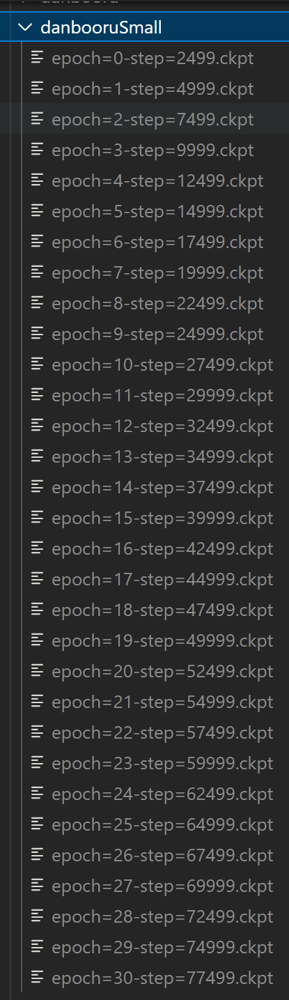 danbooru
danbooruSmall
epoch=0-step=2499.ckpt
epoch=1-step=4999.ckpt
epoch=2-step=7499.ckpt
epoch=3-step=9999.ckpt
epoch=4-step=12499.ckpt
epoch=5-step=14999.ckpt
epoch=6-step=17499.ckpt
epoch=7-step=19999.ckpt
epoch=8-step=22499.ckpt
epoch=9-step=24999.ckpt
epoch=10-step=27499.ckpt
epoch=11-step=29999.ckpt
epoch=12-step=32499.ckpt
epoch=13-step=34999.ckpt
epoch=14-step=37499.ckpt
epoch=15-step=39999.ckpt
epoch=16-step=42499.ckpt
epoch=17-step=44999.ckpt
epoch=18-step=47499.ckpt
epoch=19-step=49999.ckpt
epoch=20-step=52499.ckpt
epoch=21-step=54999.ckpt
epoch=22-step=57499.ckpt
epoch=23-step=59999.ckpt
epoch=24-step=62499.ckpt
epoch=25-step=64999.ckpt
epoch=26-step=67499.ckpt
epoch=27-step=69999.ckpt
epoch=28-step=72499.ckpt
epoch=29-step=74999.ckpt
epoch=30-step=77499.ckpt